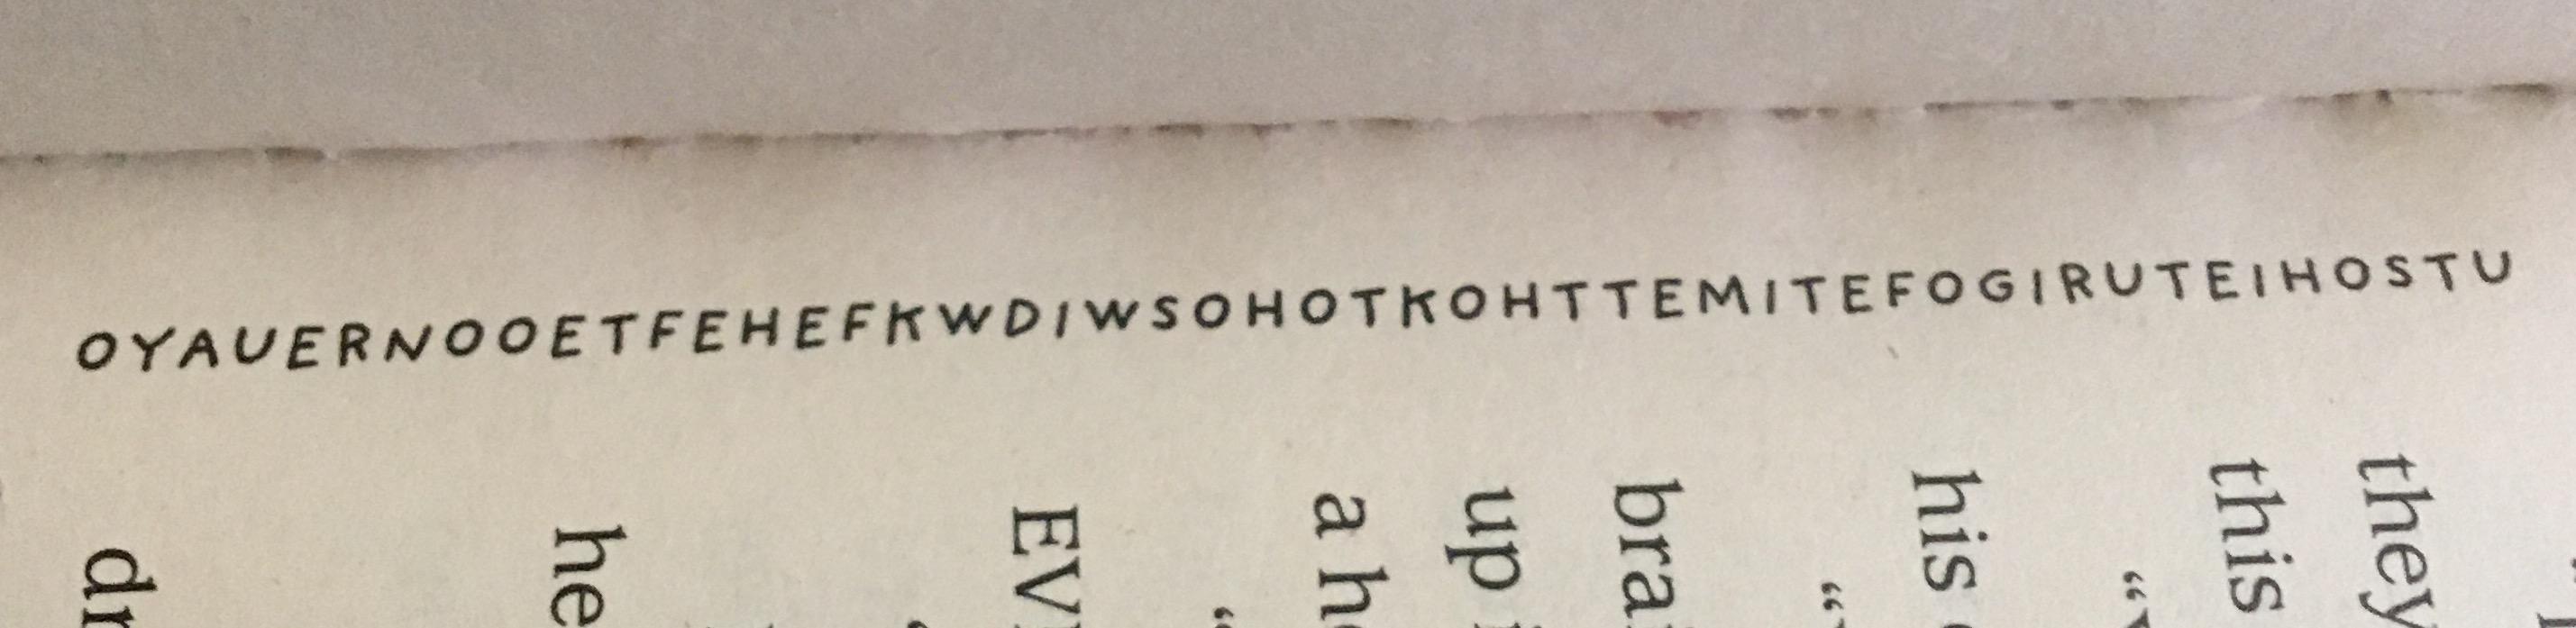 OYAUERNOOETFEHEFKWDIWSOHOTKOHTTEMITEFOGIRUTEIHOSTU
they
this
"
his
"
bra
up
a h
"
EV
he
dr